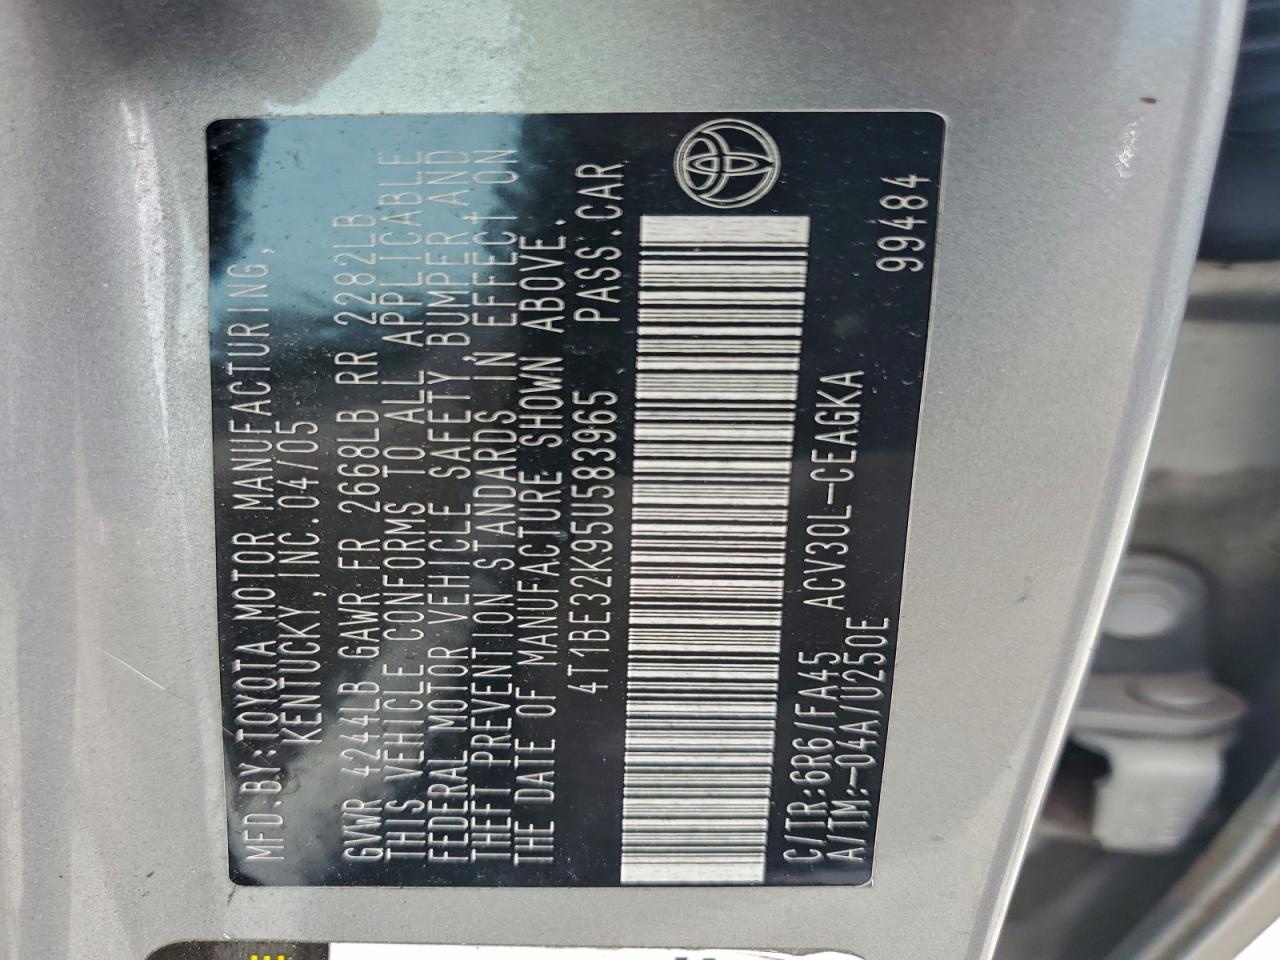 MFD.BY:TOYOTA MOTOR MANUFACTURING,
KENTUCKY, INC.04/05
GVWR 4244LB GAWR FR 2668LB RR 2282LB
THIS VEHICLE CONFORMS TO ALL APPLICABLE
FEDERAL MOTOR VEHICLE SAFETY,BUMPER AND
THEFT PREVENTION STANDARDS IN EFFECT ON
THE DATE OF MANUFACTURE SHOWN ABOVE.
4T1BE32K95U583965 PASS.CAR
C/TR:6R6/FA45 ACV30L-CEAGKA
A/TM:-04A/U250E 99484